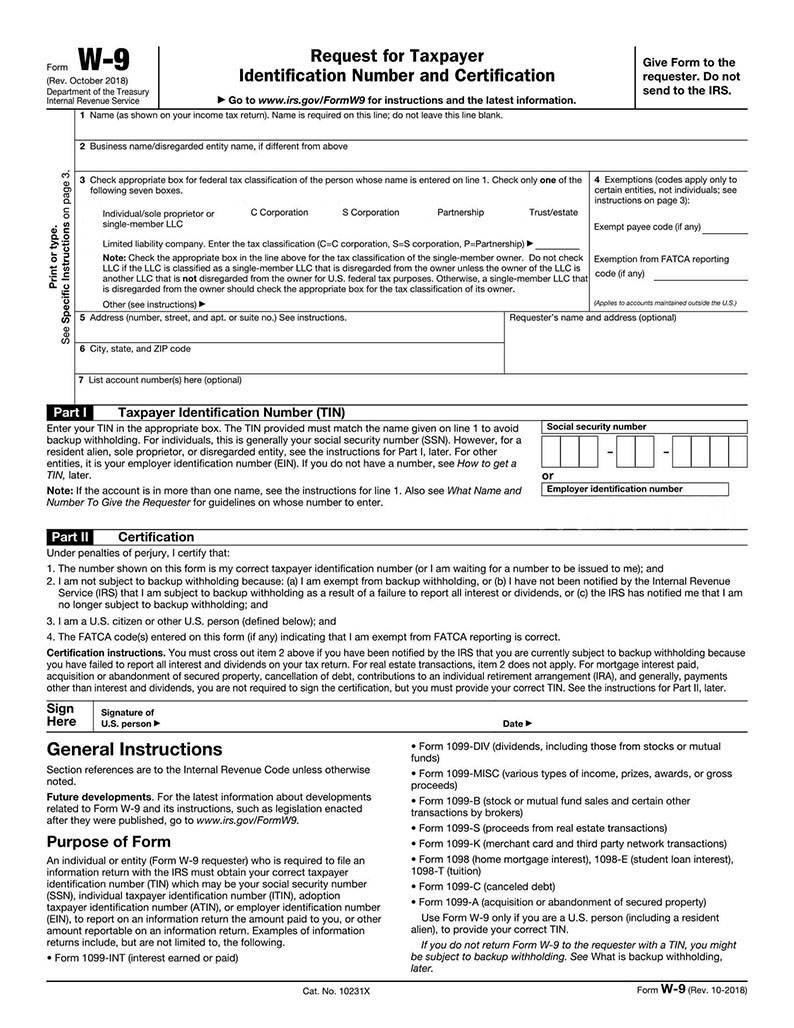 Form W-9
(Rev. October 2018)
Department of the Treasury
Internal Revenue Service
Request for Taxpayer
Identification Number and Certification
▶ Go to www.irs.gov/FormW9 for instructions and the latest information.
Give Form to the
requester. Do not
send to the IRS.
Print or type.
See Specific Instructions on page 3.
1 Name (as shown on your income tax return). Name is required on this line; do not leave this line blank.
2 Business name/disregarded entity name, if different from above
3 Check appropriate box for federal tax classification of the person whose name is entered on line 1. Check only one of the
following seven boxes.
Individual/sole proprietor or
single-member LLC
C Corporation
S Corporation
Partnership
Trust/estate
Limited liability company. Enter the tax classification (C=C corporation, S=S corporation, P=Partnership) ▶
Note: Check the appropriate box in the line above for the tax classification of the single-member owner. Do not check
LLC if the LLC is classified as a single-member LLC that is disregarded from the owner unless the owner of the LLC is
another LLC that is not disregarded from the owner for U.S. federal tax purposes. Otherwise, a single-member LLC that
is disregarded from the owner should check the appropriate box for the tax classification of its owner.
Other (see instructions) ▶
4 Exemptions (codes apply only to
certain entities, not individuals; see
instructions on page 3):
Exempt payee code (if any)
Exemption from FATCA reporting
code (if any)
(Applies to accounts maintained outside the U.S.)
5 Address (number, street, and apt. or suite no.) See instructions.
Requester's name and address (optional)
6 City, state, and ZIP code
7 List account number(s) here (optional)
Part I Taxpayer Identification Number (TIN)
Enter your TIN in the appropriate box. The TIN provided must match the name given on line 1 to avoid
backup withholding. For individuals, this is generally your social security number (SSN). However, for a
resident alien, sole proprietor, or disregarded entity, see the instructions for Part I, later. For other
entities, it is your employer identification number (EIN). If you do not have a number, see How to get a
TIN, later.
Note: If the account is in more than one name, see the instructions for line 1. Also see What Name and
Number To Give the Requester for guidelines on whose number to enter.
Social security number
– –
or
Employer identification number
Part II Certification
Under penalties of perjury, I certify that:
1. The number shown on this form is my correct taxpayer identification number (or I am waiting for a number to be issued to me); and
2. I am not subject to backup withholding because: (a) I am exempt from backup withholding, or (b) I have not been notified by the Internal Revenue
Service (IRS) that I am subject to backup withholding as a result of a failure to report all interest or dividends, or (c) the IRS has notified me that I am
no longer subject to backup withholding; and
3. I am a U.S. citizen or other U.S. person (defined below); and
4. The FATCA code(s) entered on this form (if any) indicating that I am exempt from FATCA reporting is correct.
Certification instructions. You must cross out item 2 above if you have been notified by the IRS that you are currently subject to backup withholding because
you have failed to report all interest and dividends on your tax return. For real estate transactions, item 2 does not apply. For mortgage interest paid,
acquisition or abandonment of secured property, cancellation of debt, contributions to an individual retirement arrangement (IRA), and generally, payments
other than interest and dividends, you are not required to sign the certification, but you must provide your correct TIN. See the instructions for Part II, later.
Sign
Here
Signature of
U.S. person ▶
Date ▶
General Instructions
Section references are to the Internal Revenue Code unless otherwise
noted.
Future developments. For the latest information about developments
related to Form W-9 and its instructions, such as legislation enacted
after they were published, go to www.irs.gov/FormW9.
Purpose of Form
An individual or entity (Form W-9 requester) who is required to file an
information return with the IRS must obtain your correct taxpayer
identification number (TIN) which may be your social security number
(SSN), individual taxpayer identification number (ITIN), adoption
taxpayer identification number (ATIN), or employer identification number
(EIN), to report on an information return the amount paid to you, or other
amount reportable on an information return. Examples of information
returns include, but are not limited to, the following.
• Form 1099-INT (interest earned or paid)
• Form 1099-DIV (dividends, including those from stocks or mutual
funds)
• Form 1099-MISC (various types of income, prizes, awards, or gross
proceeds)
• Form 1099-B (stock or mutual fund sales and certain other
transactions by brokers)
• Form 1099-S (proceeds from real estate transactions)
• Form 1099-K (merchant card and third party network transactions)
• Form 1098 (home mortgage interest), 1098-E (student loan interest),
1098-T (tuition)
• Form 1099-C (canceled debt)
• Form 1099-A (acquisition or abandonment of secured property)
Use Form W-9 only if you are a U.S. person (including a resident
alien), to provide your correct TIN.
If you do not return Form W-9 to the requester with a TIN, you might
be subject to backup withholding. See What is backup withholding,
later.
Cat. No. 10231X
Form W-9 (Rev. 10-2018)